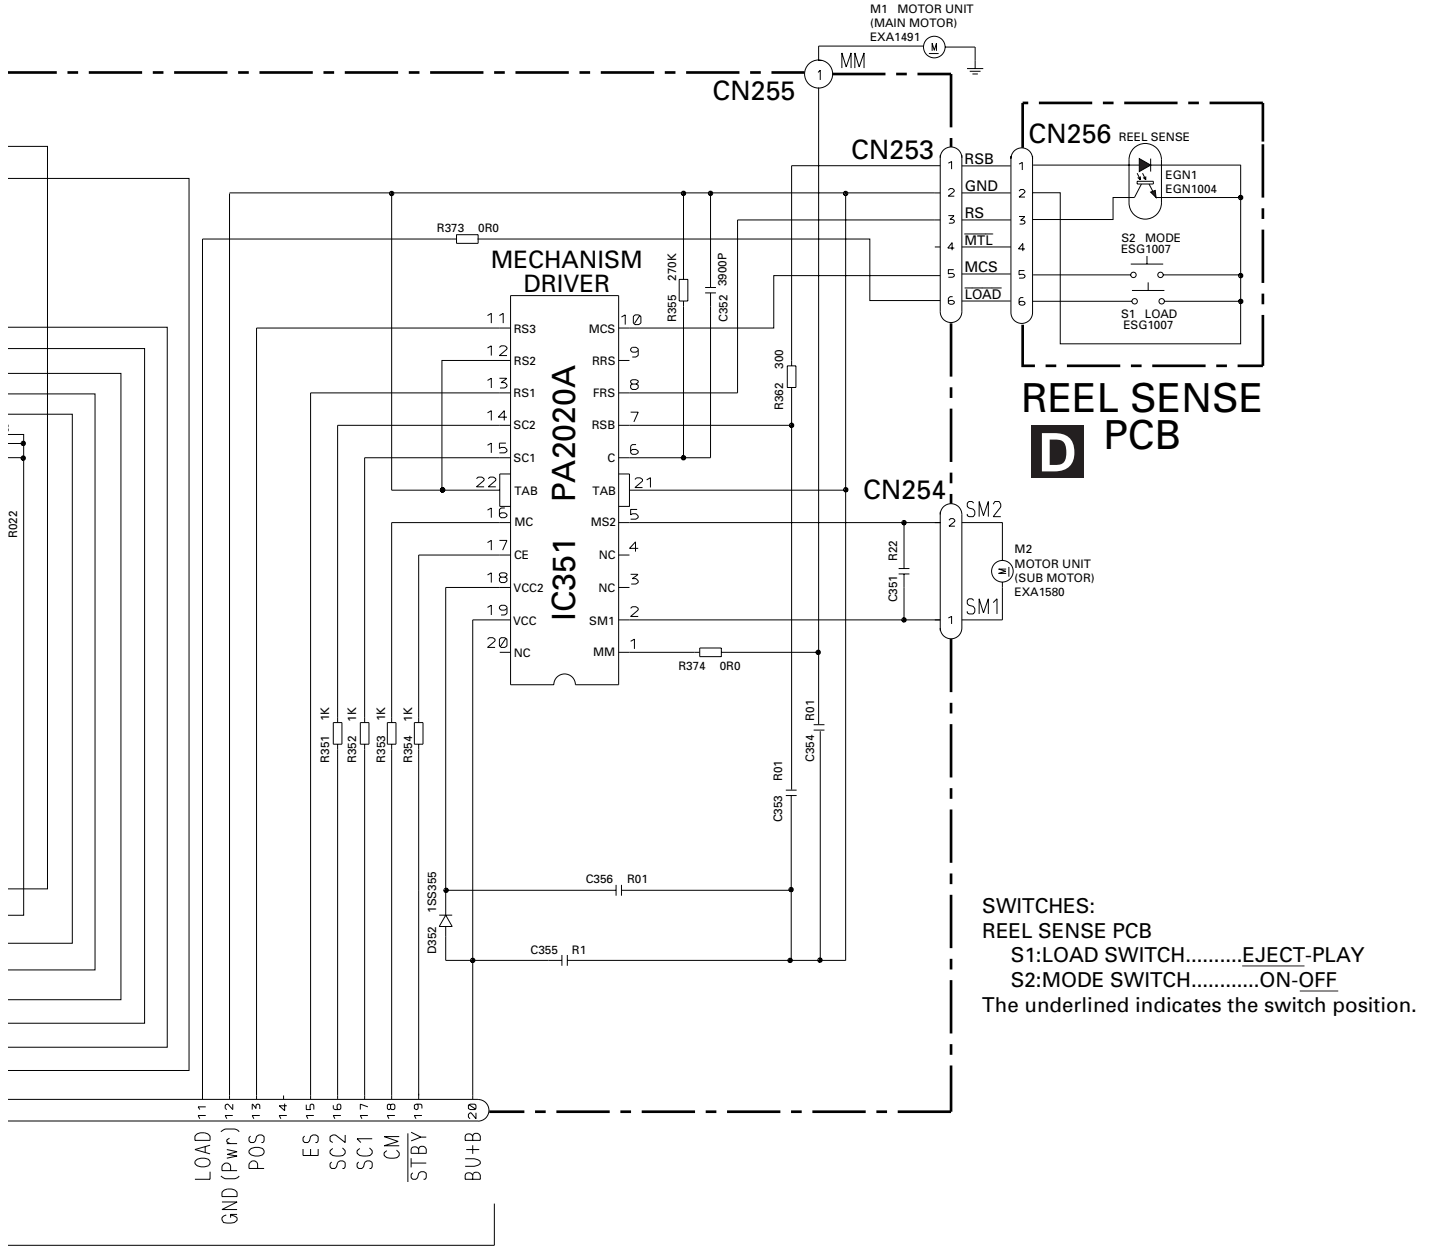 M1 MOTOR UNIT
(MAIN MOTOR)
EXA1491
M
1
MM
CN255
CN253
CN256
REEL SENSE
1 RSB 1
2 GND 2
3 RS 3
4 MTL 4
5 MCS 5
6 LOAD 6
EGN1
EGN1004
S2 MODE
ESG1007
S1 LOAD
ESG1007
REEL SENSE
D PCB
R373 0R0
MECHANISM
DRIVER
R355 270K
C352 3900P
R362 300
PA2020A
IC351
11 RS3
12 RS2
13 RS1
14 SC2
15 SC1
22 TAB
16 MC
17 CE
18 VCC2
19 VCC
20 NC
MCS 10
RRS 9
FRS 8
RSB 7
C 6
TAB 21
MS2 5
NC 4
NC 3
SM1 2
MM 1
R374 0R0
CN254
2 SM2
1 SM1
C351 R22
M
M2
MOTOR UNIT
(SUB MOTOR)
EXA1580
R022
R351 1K
R352 1K
R353 1K
R354 1K
C354 R01
C353 R01
C356 R01
D352 1SS355
C355 R1
SWITCHES:
REEL SENSE PCB
S1:LOAD SWITCH..........EJECT-PLAY
S2:MODE SWITCH............ON-OFF
The underlined indicates the switch position.
11 LOAD
12 GND(Pwr)
13 POS
14
15 ES
16 SC2
17 SC1
18 CM
19 STBY
20 BU+B